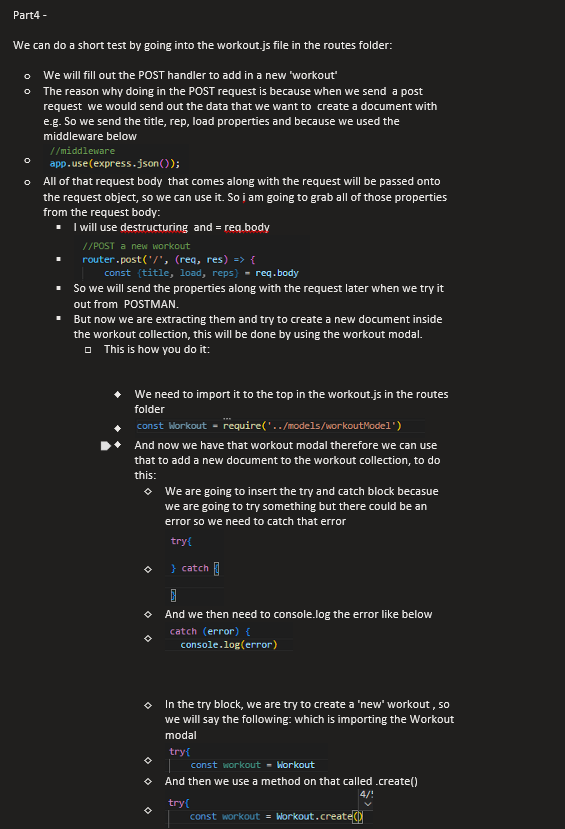 Part4 -
We can do a short test by going into the workout.js file in the routes folder:
We will fill out the POST handler to add in a new 'workout'
The reason why doing in the POST request is because when we send a post
request we would send out the data that we want to create a document with
e.g. So we send the title, rep, load properties and because we used the
middleware below
//middleware
app.use(express.json());
All of that request body that comes along with the request will be passed onto
the request object, so we can use it. So i am going to grab all of those properties
from the request body:
I will use destructuring and = req.body
//POST a new workout
router.post('/', (req, res) => {
const {title, load, reps} = req.body
So we will send the properties along with the request later when we try it
out from POSTMAN.
But now we are extracting them and try to create a new document inside
the workout collection, this will be done by using the workout modal.
This is how you do it:
We need to import it to the top in the workout.js in the routes
folder
const Workout = require('../models/workoutModel')
And now we have that workout modal therefore we can use
that to add a new document to the workout collection, to do
this:
We are going to insert the try and catch block becasue
we are going to try something but there could be an
error so we need to catch that error
try{
} catch {
}
And we then need to console.log the error like below
catch (error) {
console.log(error)
In the try block, we are try to create a 'new' workout , so
we will say the following: which is importing the Workout
modal
try{
const workout = Workout
And then we use a method on that called .create()
4/
try{
const workout = Workout.create()